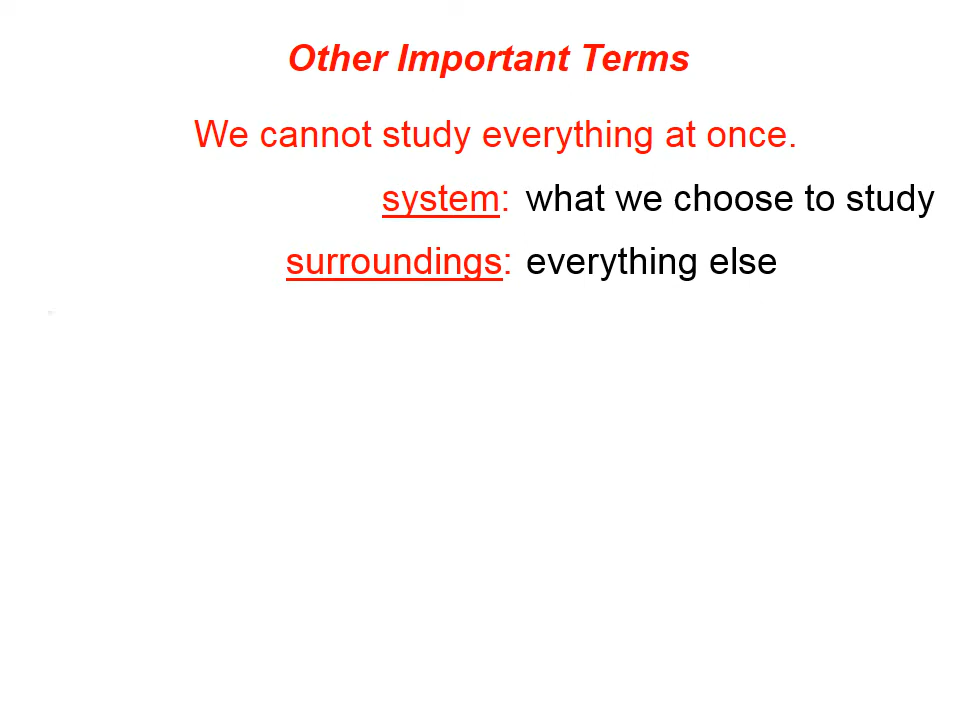 Other Important Terms
We cannot study everything at once.
system: what we choose to study
surroundings: everything else